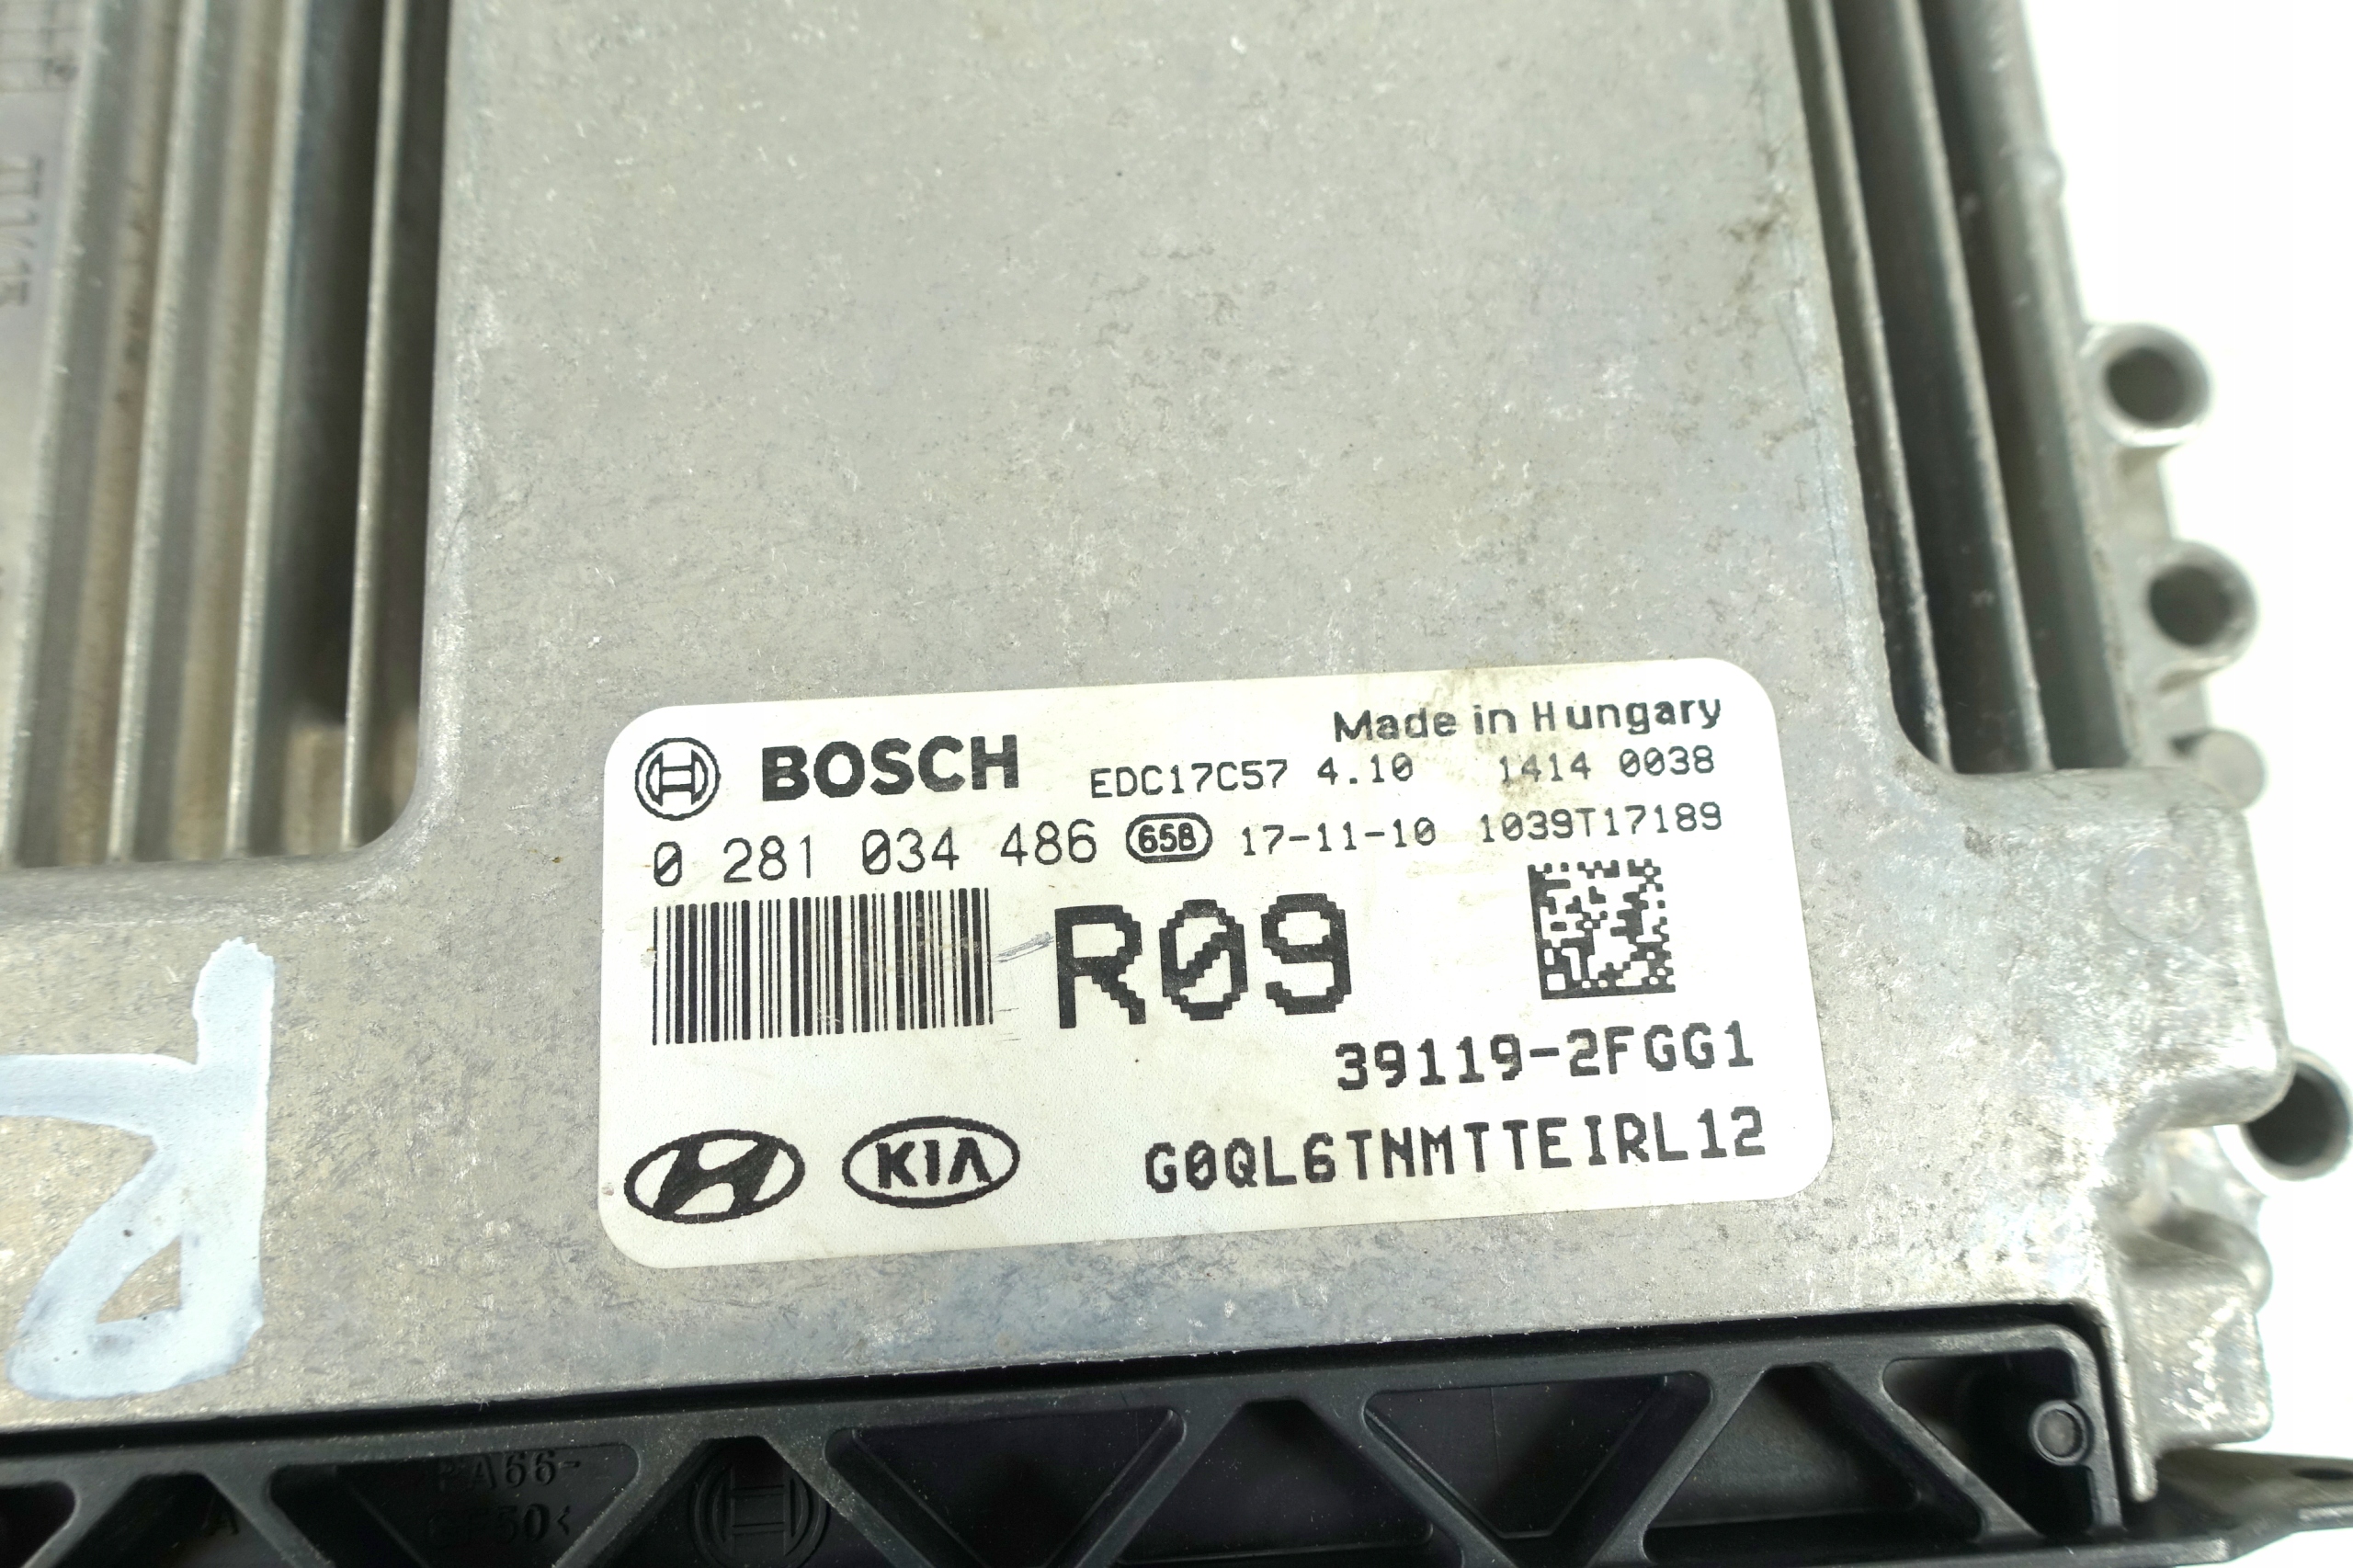 Made in Hungary
BOSCH EDC17C57 4.10 1414 0038
0 281 034 486 65B 17-11-10 1039T17189
R09
39119-2FGG1
KIA G0QL6TNMTTEIRL12